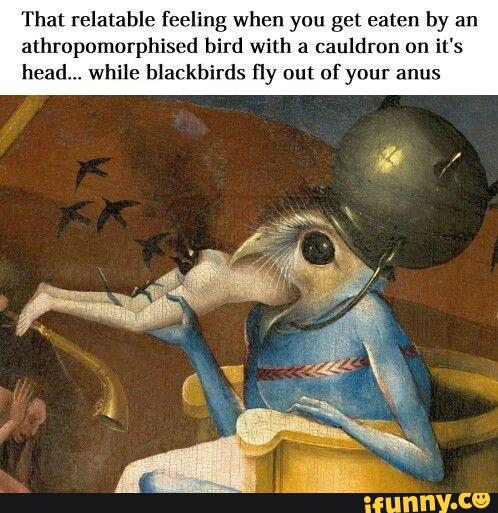 That relatable feeling when you get eaten by an
athropomorphised bird with a cauldron on it's
head... while blackbirds fly out of your anus
ifunny.co